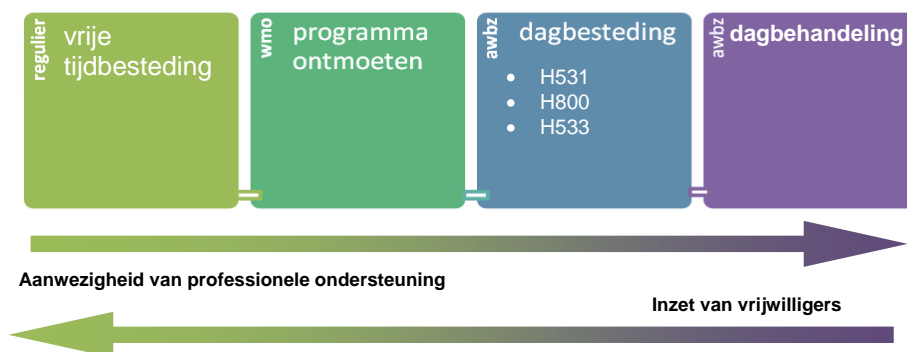 regulier
vrije
tijdbesteding
wmo
programma
ontmoeten
awbz
dagbesteding
• H531
• H800
• H533
awbz
dagbehandeling
Aanwezigheid van professionele ondersteuning
Inzet van vrijwilligers